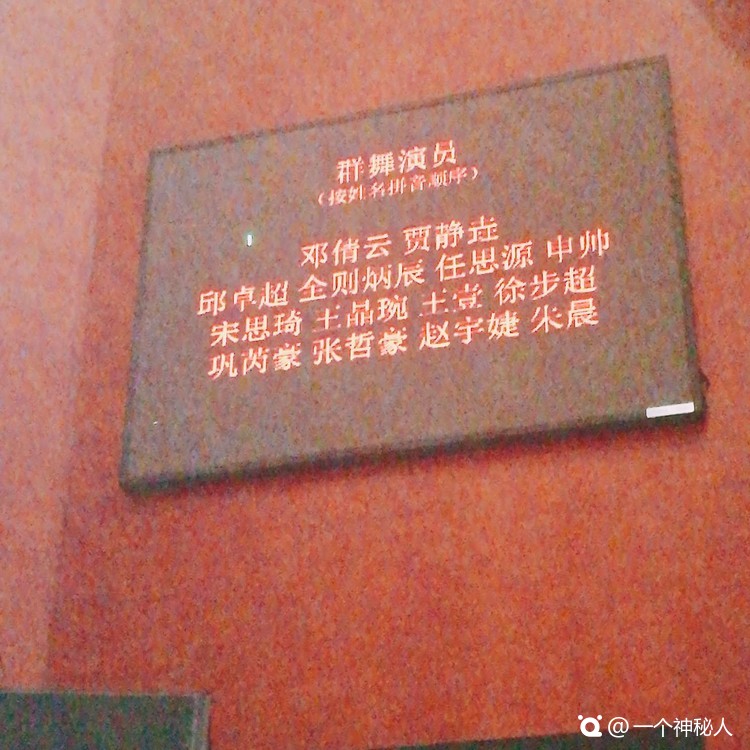 群舞演员
（按姓名拼音顺序）
邓倩云 贾静垚
邱卓超 全则炳辰 任思源 申帅
宋思琦 王晶琬 王壹 徐步超
巩芮豪 张哲豪 赵宇婕 朱晨
@一个神秘人